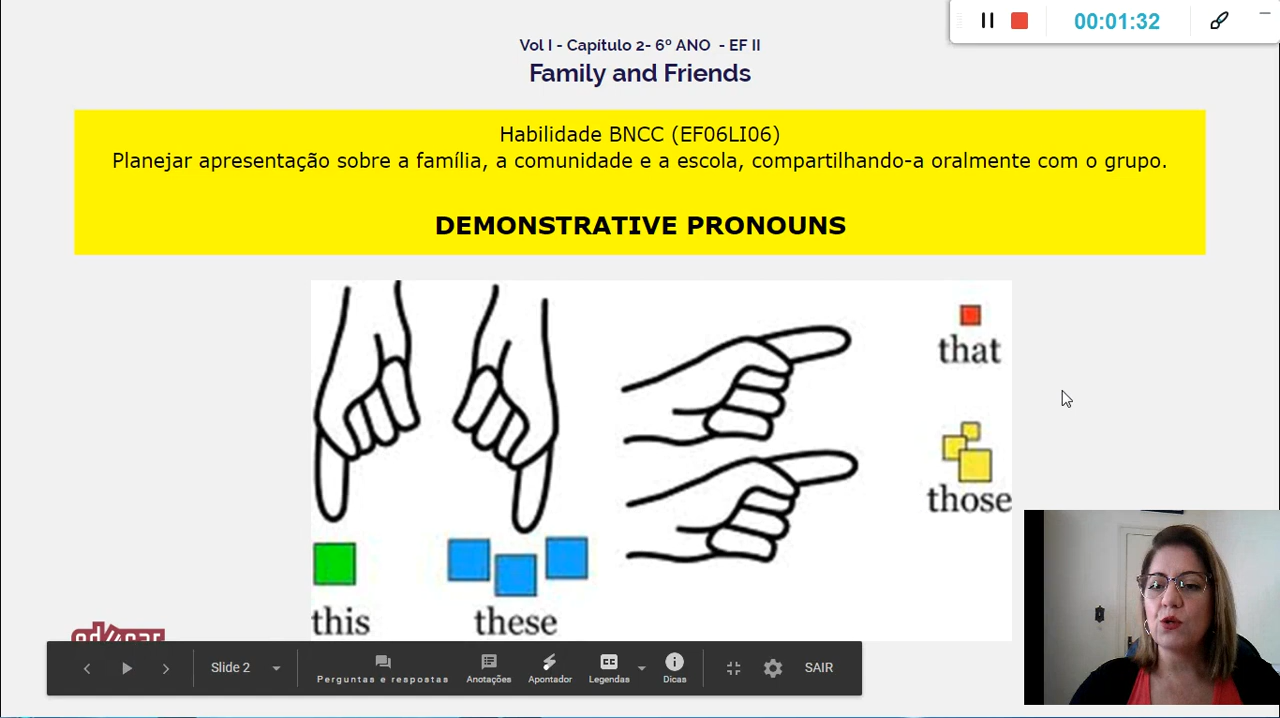 00:01:32
Vol I - Capítulo 2- 6º ANO - EF II
Family and Friends
Habilidade BNCC (EF06LI06)
Planejar apresentação sobre a família, a comunidade e a escola, compartilhando-a oralmente com o grupo.
DEMONSTRATIVE PRONOUNS
that
those
this
these
Slide 2
Perguntas e respostas
Anotações
Apontador
CC
Legendas
Dicas
SAIR